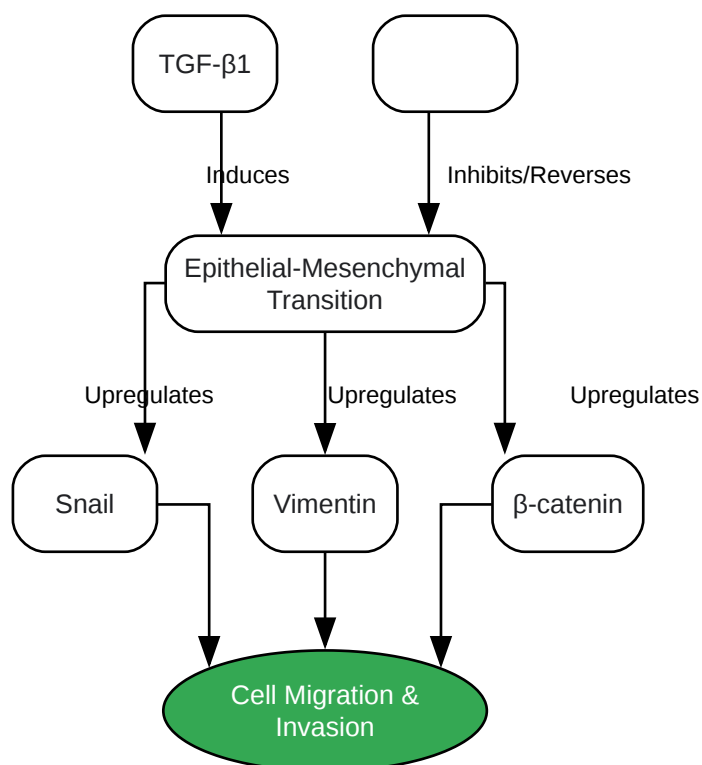 TGF-β1
Induces
Inhibits/Reverses
Epithelial-Mesenchymal
Transition
Upregulates
Upregulates
Upregulates
Snail
Vimentin
β-catenin
Cell Migration &
Invasion